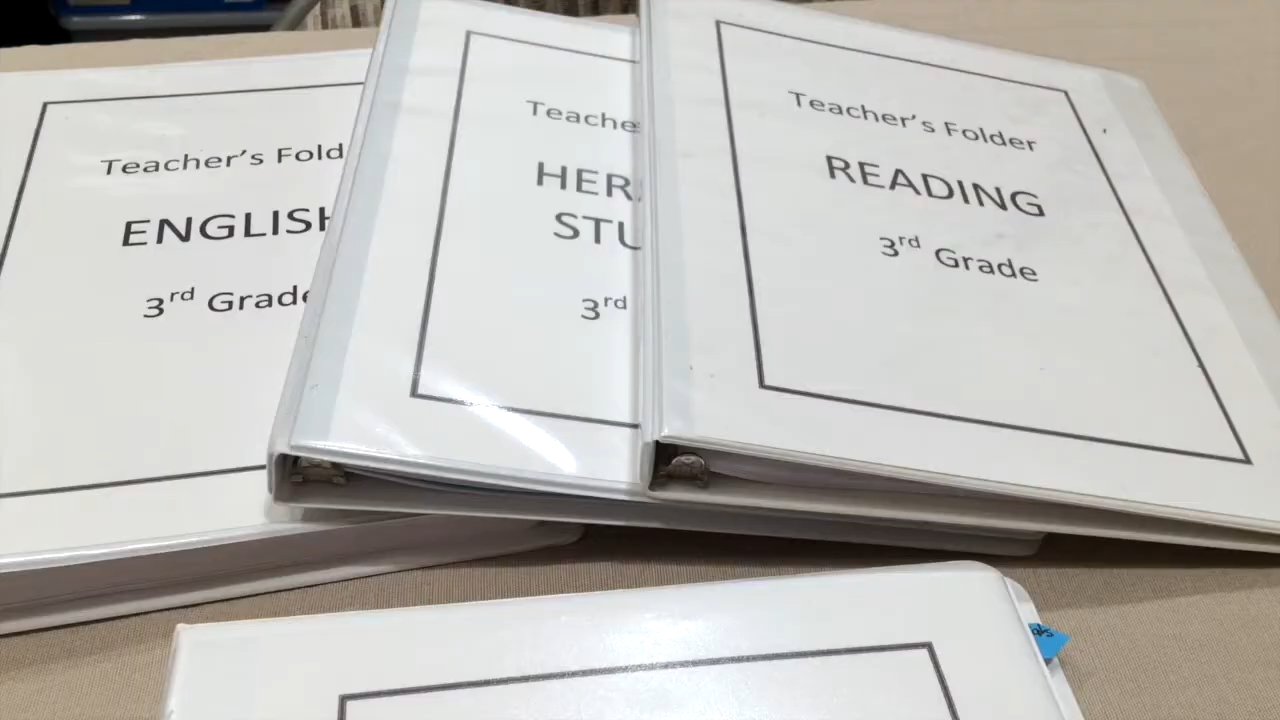 Teacher's Fold
ENGLISH
3rd Grade
Teache
HER
STU
3rd
Teacher's Folder
READING
3rd Grade